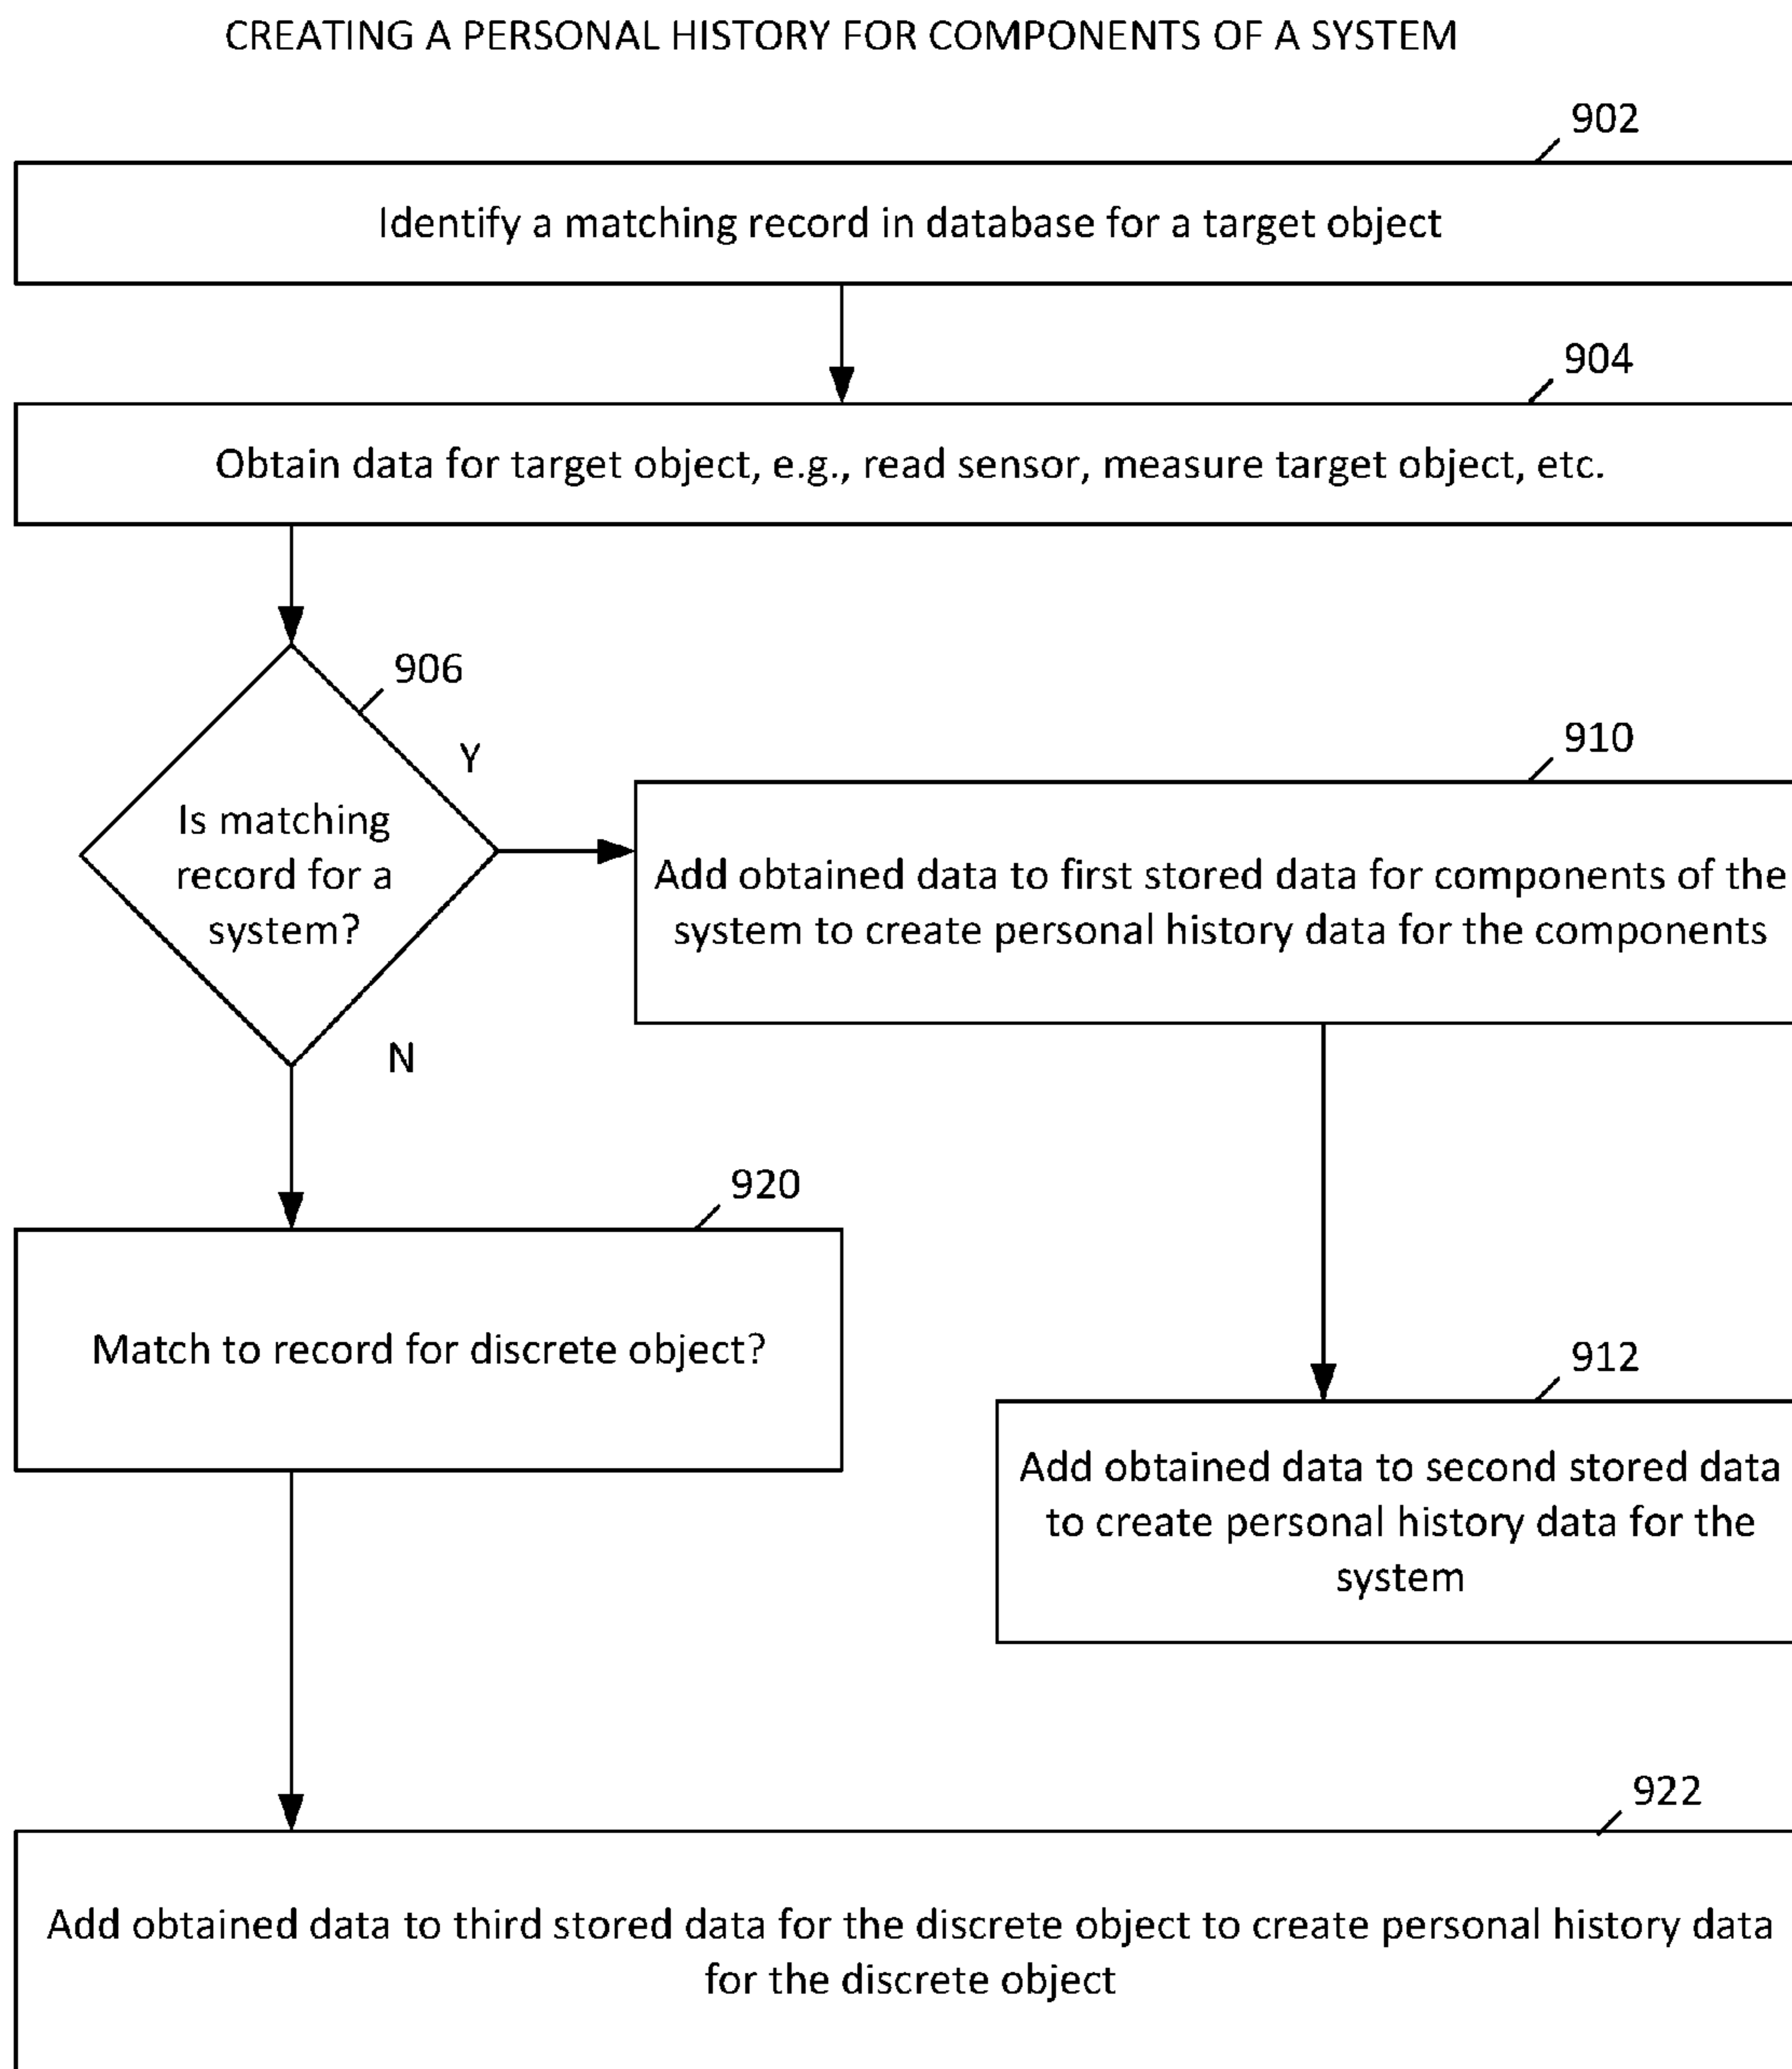 CREATING A PERSONAL HISTORY FOR COMPONENTS OF A SYSTEM
902
Identify a matching record in database for a target object
904
Obtain data for target object, e.g., read sensor, measure target object, etc.
906
Y
Is matching
record for a
system?
N
910
Add obtained data to first stored data for components of the
system to create personal history data for the components
920
Match to record for discrete object?
912
Add obtained data to second stored data
to create personal history data for the
system
922
Add obtained data to third stored data for the discrete object to create personal history data
for the discrete object